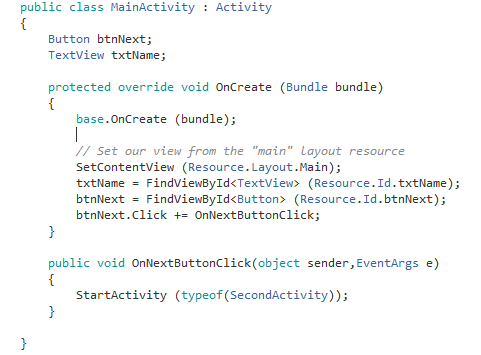 public class MainActivity : Activity
{
    Button btnNext;
    TextView txtName;

    protected override void OnCreate (Bundle bundle)
    {
        base.OnCreate (bundle);

        // Set our view from the "main" layout resource
        SetContentView (Resource.Layout.Main);
        txtName = FindViewById<TextView> (Resource.Id.txtName);
        btnNext = FindViewById<Button> (Resource.Id.btnNext);
        btnNext.Click += OnNextButtonClick;
    }

    public void OnNextButtonClick(object sender,EventArgs e)
    {
        StartActivity (typeof(SecondActivity));
    }

}